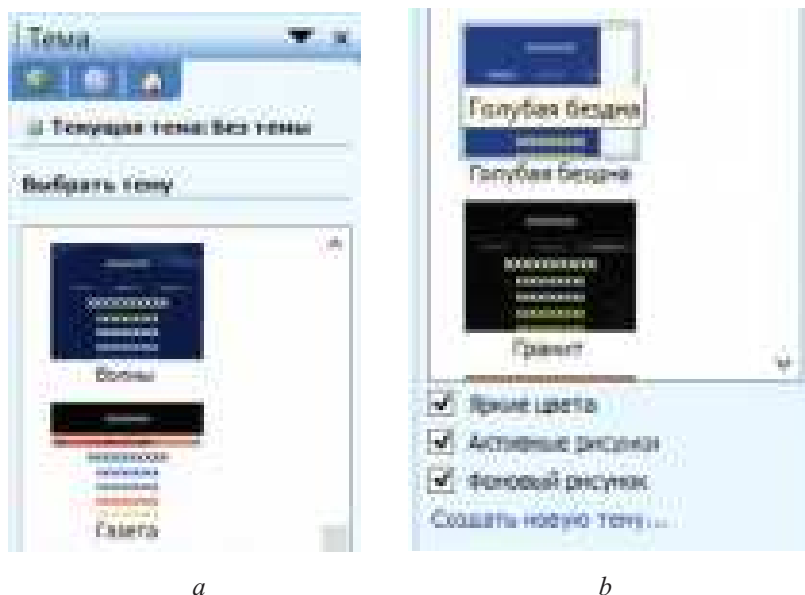 Тема
Текущая тема: Без темы
Выбрать тему
Волны
Газета
a
Голубая бездна
Голубая бездна
Гранит
Яркие цвета
Активные рисунки
Фоновый рисунок
Создать новую тему...
b